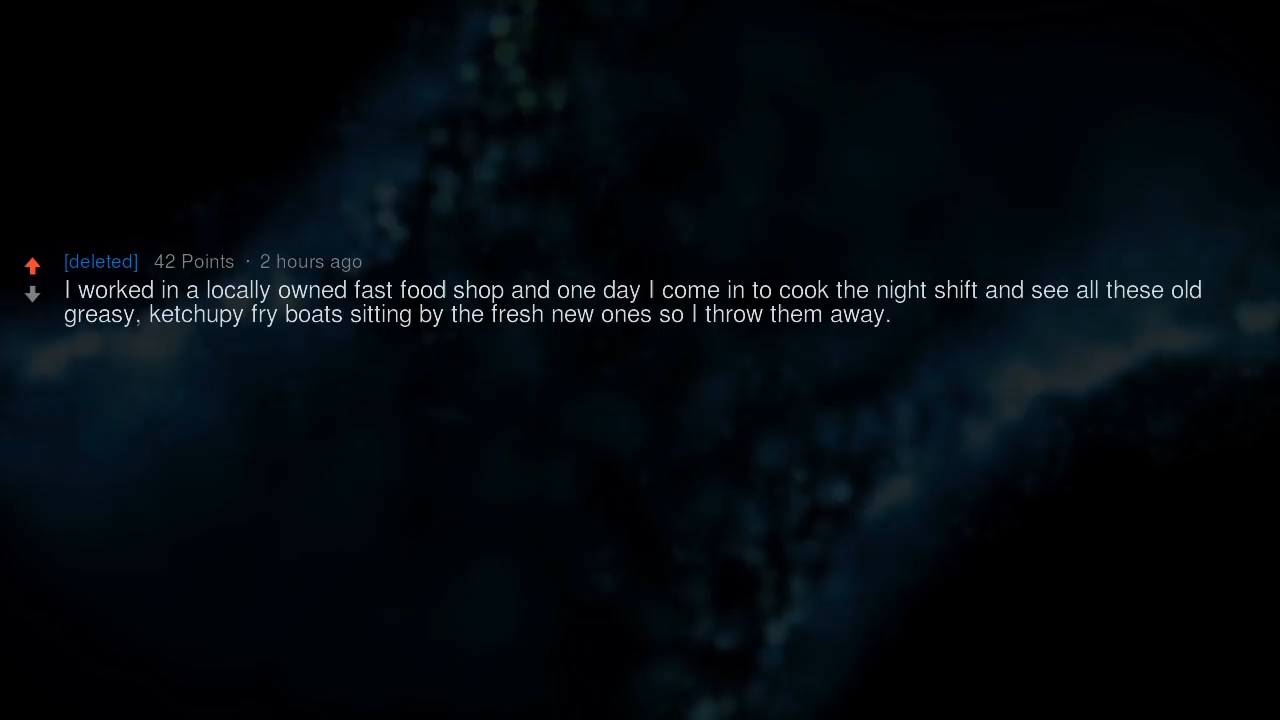 [deleted] 42 Points · 2 hours ago
I worked in a locally owned fast food shop and one day I come in to cook the night shift and see all these old
greasy, ketchupy fry boats sitting by the fresh new ones so I throw them away.